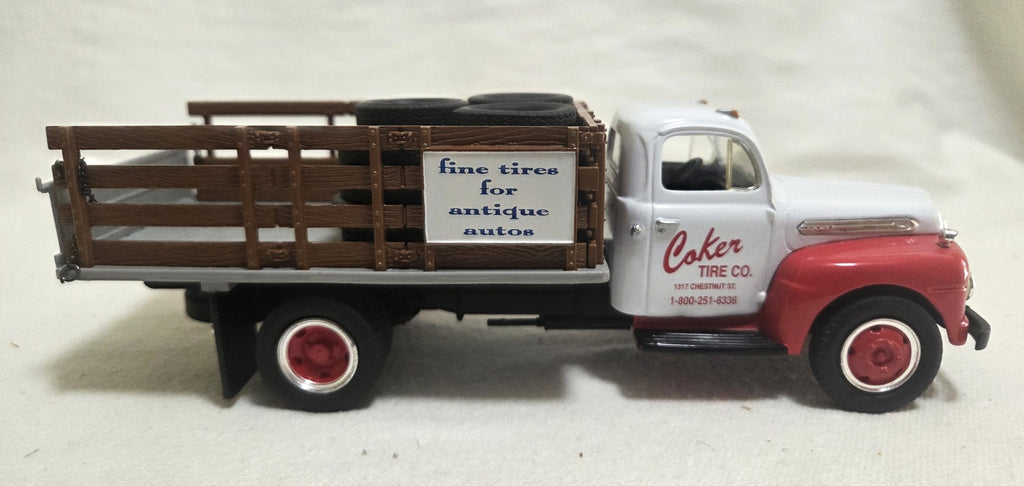 fine tires
for
antique
autos
Coker
TIRE CO.
1317 CHESTNUT ST.
1-800-251-6336